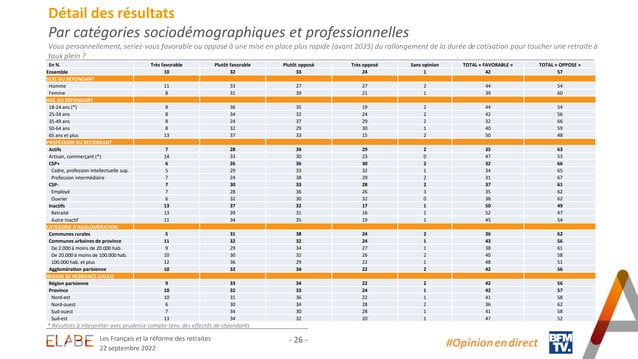 Détail des résultats
Par catégories sociodémographiques et professionnelles
Vous personnellement, seriez-vous favorable ou opposé à une mise en place plus rapide (avant 2035) du rallongement de la durée de cotisation pour toucher une retraite à
taux plein ?
En % Très favorable Plutôt favorable Plutôt opposé Très opposé Sans opinion TOTAL « FAVORABLE » TOTAL « OPPOSE »
Ensemble 10 32 33 24 1 42 57
SEXE DU REPONDANT
Homme 11 33 27 27 2 44 54
Femme 8 31 39 21 1 39 60
AGE DU REPONDANT
18-24 ans (*) 8 36 35 19 2 44 54
25-34 ans 8 34 32 24 2 42 56
35-49 ans 8 24 37 29 2 32 66
50-64 ans 8 32 29 30 1 40 59
65 ans et plus 13 37 33 15 2 50 48
PROFESSION DU REPONDANT
Actifs 7 28 34 29 2 35 63
Artisan, commerçant (*) 14 33 30 23 0 47 53
CSP+ 6 26 36 30 2 32 66
Cadre, profession intellectuelle sup. 5 29 33 32 1 34 65
Profession intermédiaire 7 24 38 29 2 31 67
CSP- 7 30 33 28 2 37 61
Employé 7 28 36 26 3 35 62
Ouvrier 6 32 30 32 0 38 62
Inactifs 13 37 32 17 1 50 49
Retraité 13 39 31 16 1 52 47
Autre inactif 11 34 35 19 1 45 54
CATEGORIE D'AGGLOMERATION
Communes rurales 5 31 38 24 2 36 62
Communes urbaines de province 11 32 32 24 1 43 56
De 2.000 à moins de 20.000 hab. 9 29 34 27 1 38 61
De 20.000 à moins de 100.000 hab. 10 30 32 26 2 40 58
100.000 hab. et plus 12 36 29 22 1 48 51
Agglomération parisienne 10 32 34 22 2 42 56
REGION DE RESIDENCE (UDA5)
Région parisienne 9 33 34 22 2 42 56
Province 10 32 33 24 1 42 57
Nord-est 10 31 36 22 1 41 58
Nord-ouest 6 30 34 28 2 36 62
Sud-ouest 7 34 30 28 1 41 58
Sud-est 13 34 32 20 1 47 52
* Résultats à interpréter avec prudence compte tenu des effectifs de répondants
ELABE
Les Français et la réforme des retraites
22 septembre 2022
- 26 -
#Opinion en direct
BFM
TV.